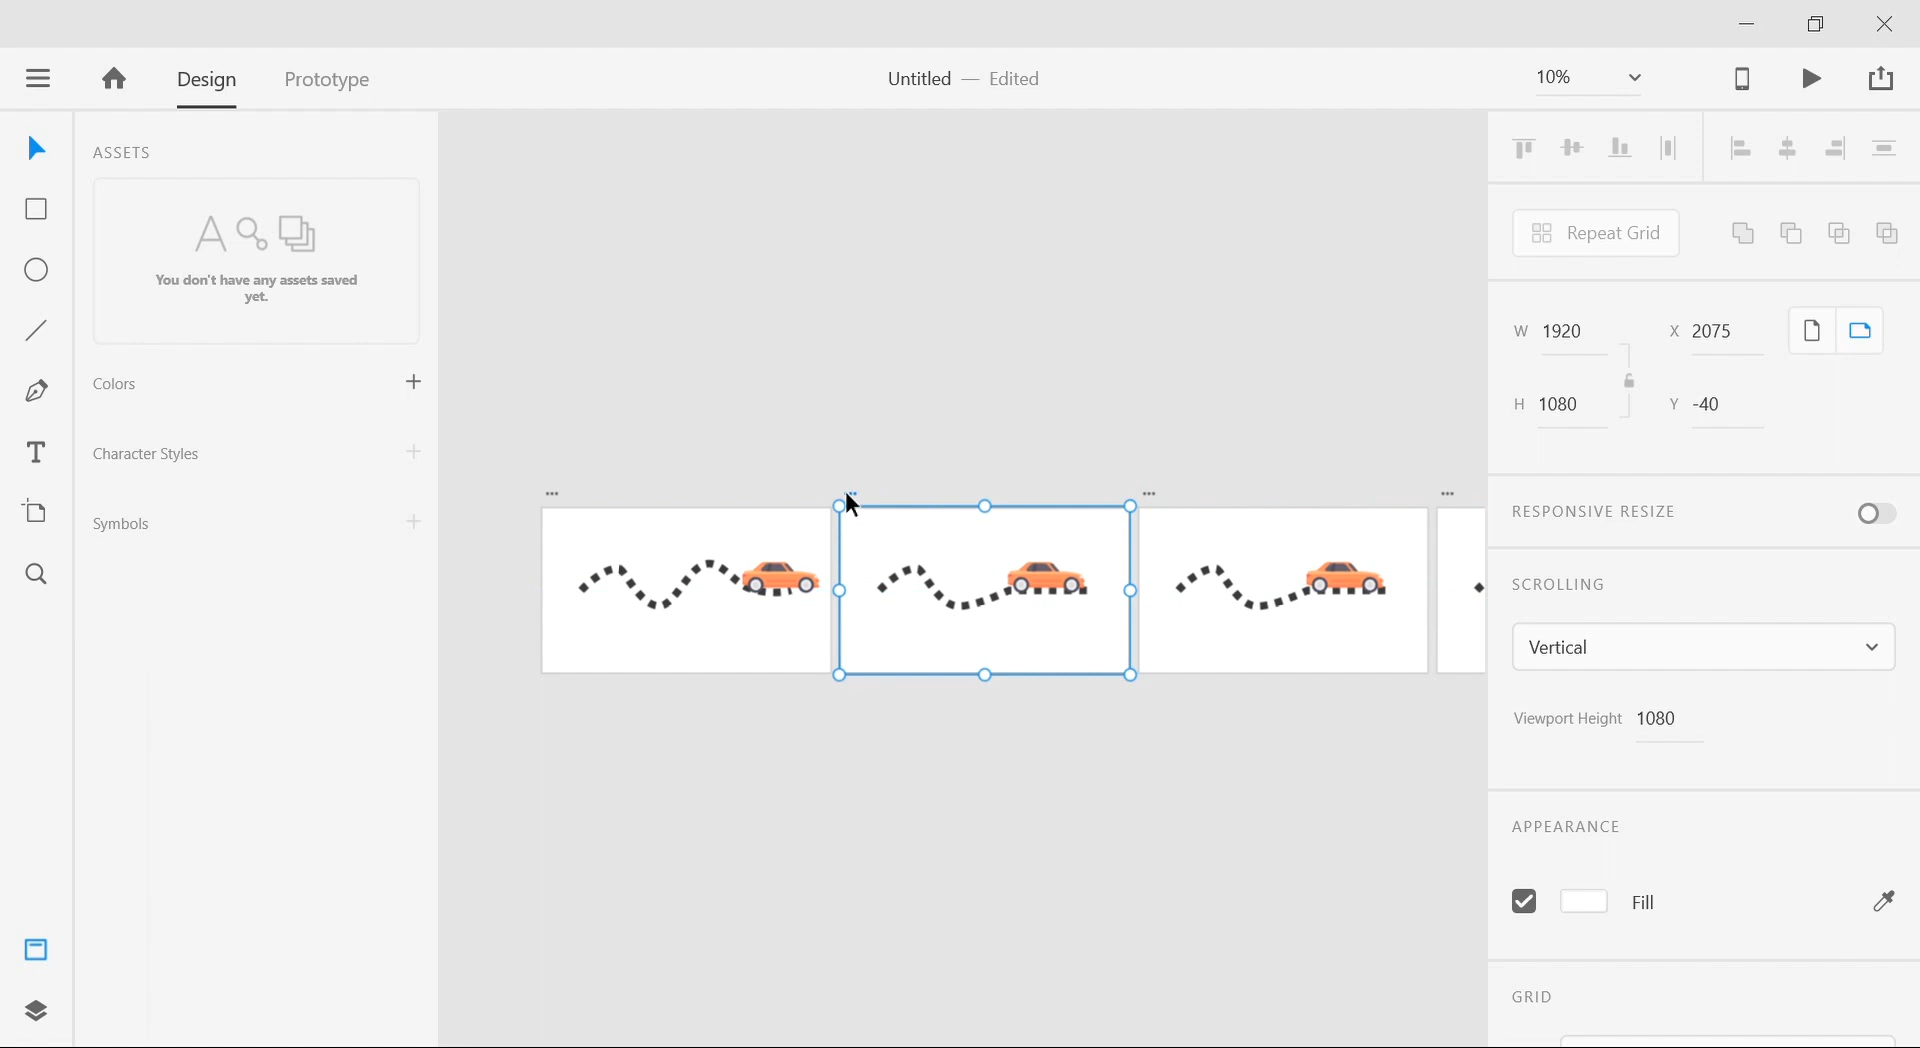 Design Prototype Untitled — Edited 10%
ASSETS
You don't have any assets saved
yet.
Colors
Character Styles
Symbols
Repeat Grid
W 1920 X 2075
H 1080 Y -40
RESPONSIVE RESIZE
SCROLLING
Vertical
Viewport Height 1080
APPEARANCE
Fill
GRID